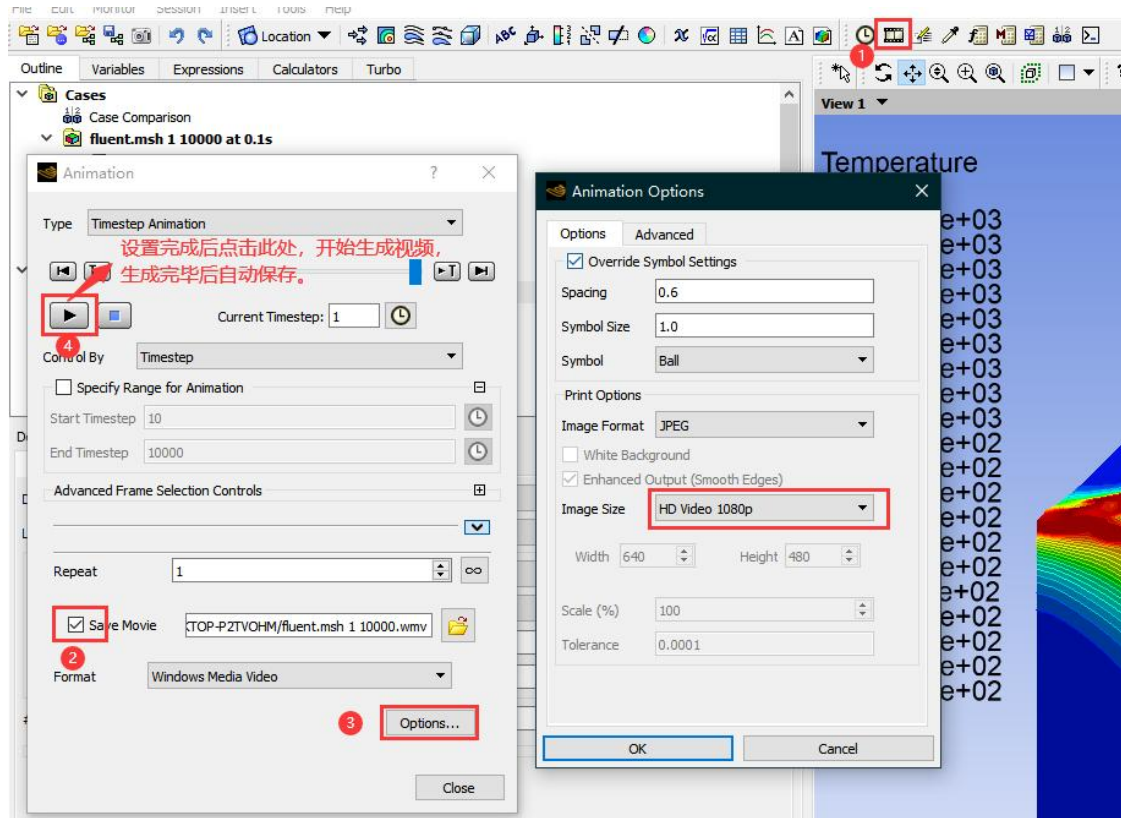 File Edit Monitor Session Insert Tools Help
Location
1
Outline Variables Expressions Calculators Turbo
Cases
Case Comparison
fluent.msh 1 10000 at 0.1s
View 1
Temperature
e+03
e+03
e+03
e+03
e+03
e+03
e+03
e+03
e+03
e+02
e+02
e+02
e+02
e+02
e+02
e+02
e+02
e+02
e+02
e+02
Animation ? ×
Type Timestep Animation
设置完成后点击此处，开始生成视频，
生成完毕后自动保存。
Current Timestep: 1
4
Control By Timestep
Specify Range for Animation
Start Timestep 10
End Timestep 10000
Advanced Frame Selection Controls
Repeat 1
Save Movie KTOP-P2TVOHM/fluent.msh 1 10000.wmv
2
Format Windows Media Video
3 Options...
Close
Animation Options
Options Advanced
Override Symbol Settings
Spacing 0.6
Symbol Size 1.0
Symbol Ball
Print Options
Image Format JPEG
White Background
Enhanced Output (Smooth Edges)
Image Size HD Video 1080p
Width 640 Height 480
Scale (%) 100
Tolerance 0.0001
OK Cancel